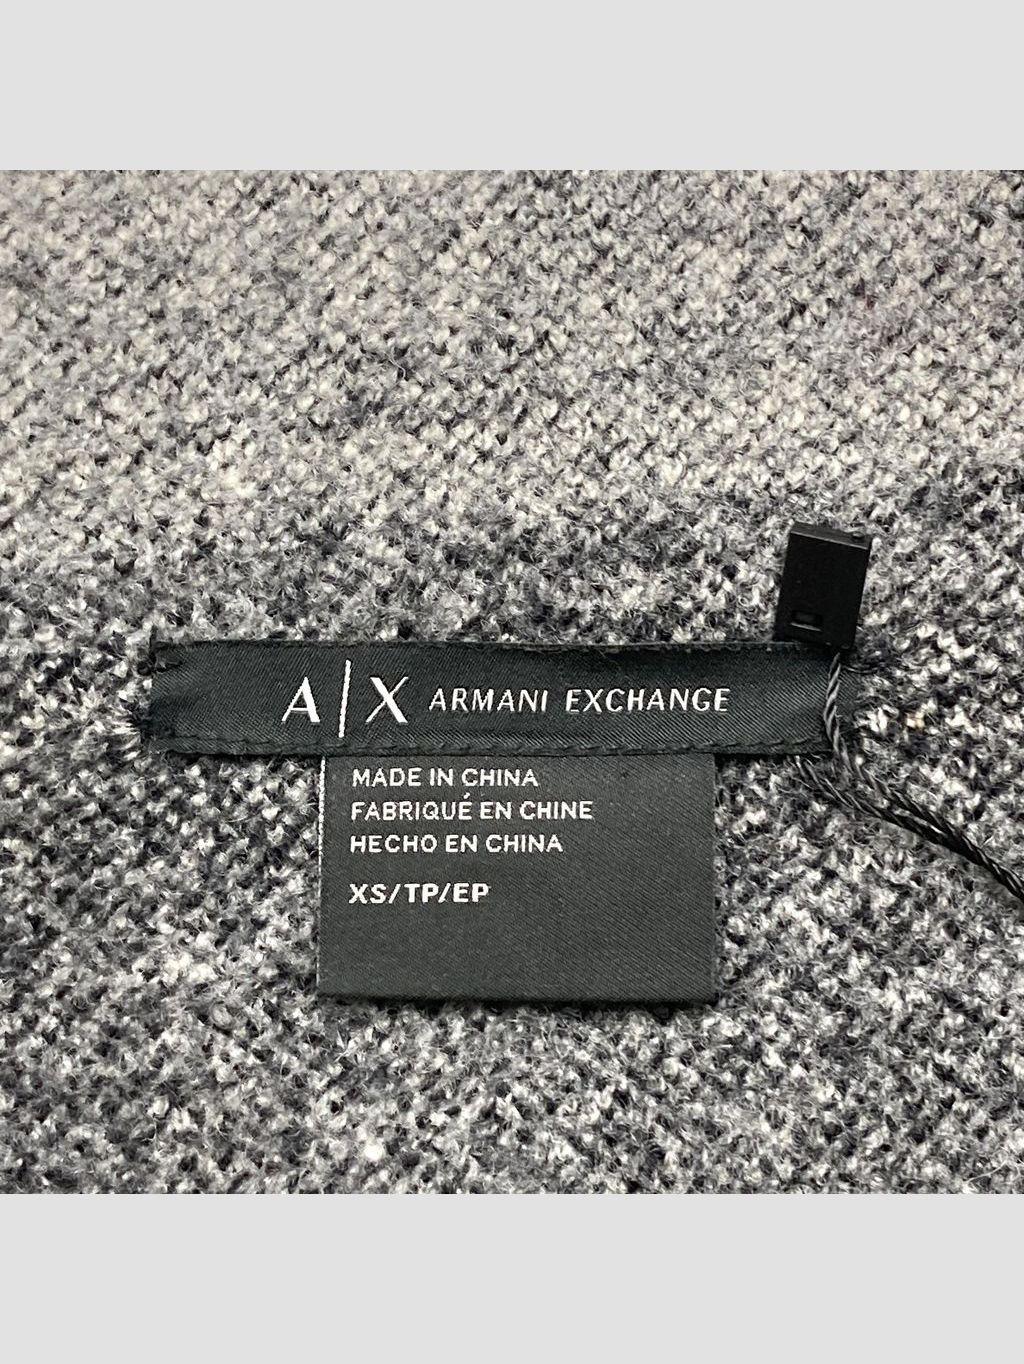 A|X ARMANI EXCHANGE
MADE IN CHINA
FABRIQUÉ EN CHINE
HECHO EN CHINA
XS/TP/EP